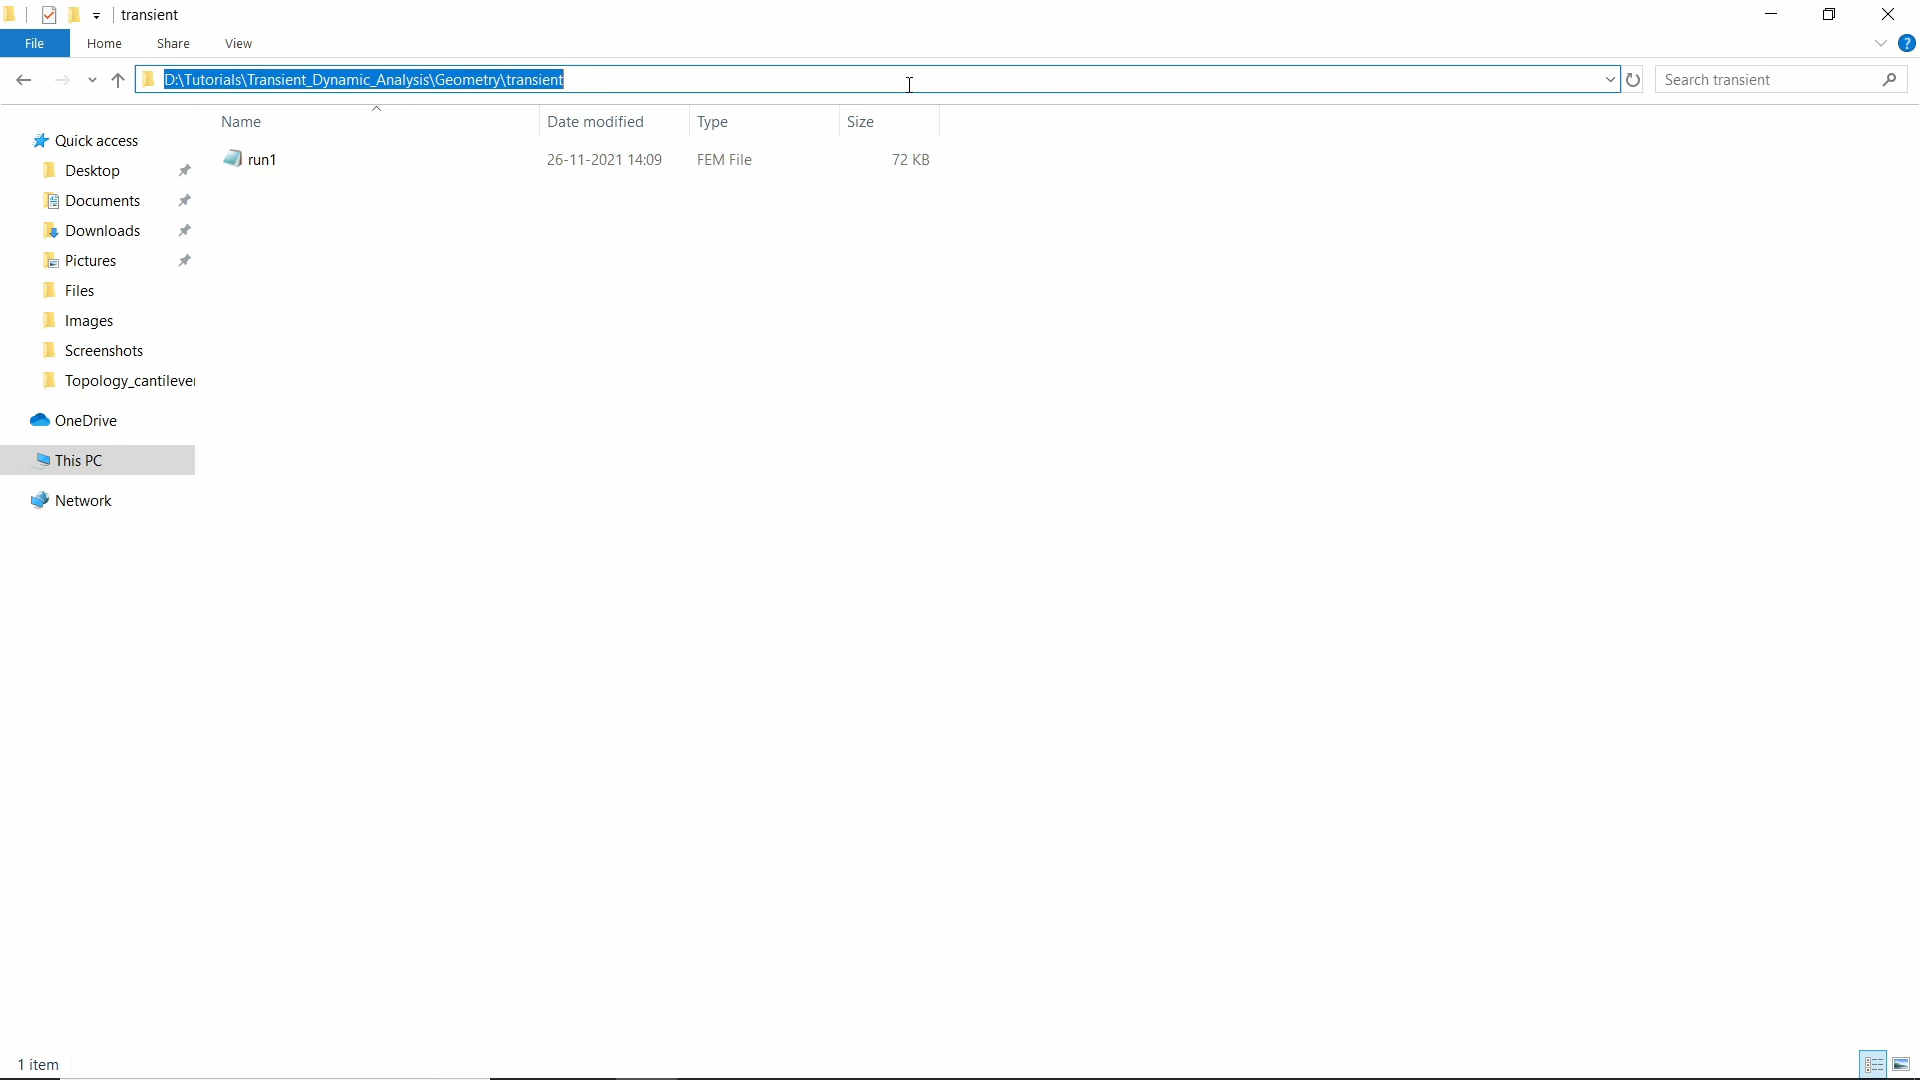 transient
File Home Share View ?
D:\Tutorials\Transient_Dynamic_Analysis\Geometry\transient Search transient
Name Date modified Type Size
run1 26-11-2021 14:09 FEM File 72 KB
Quick access
Desktop
Documents
Downloads
Pictures
Files
Images
Screenshots
Topology_cantilever
OneDrive
This PC
Network
1 item